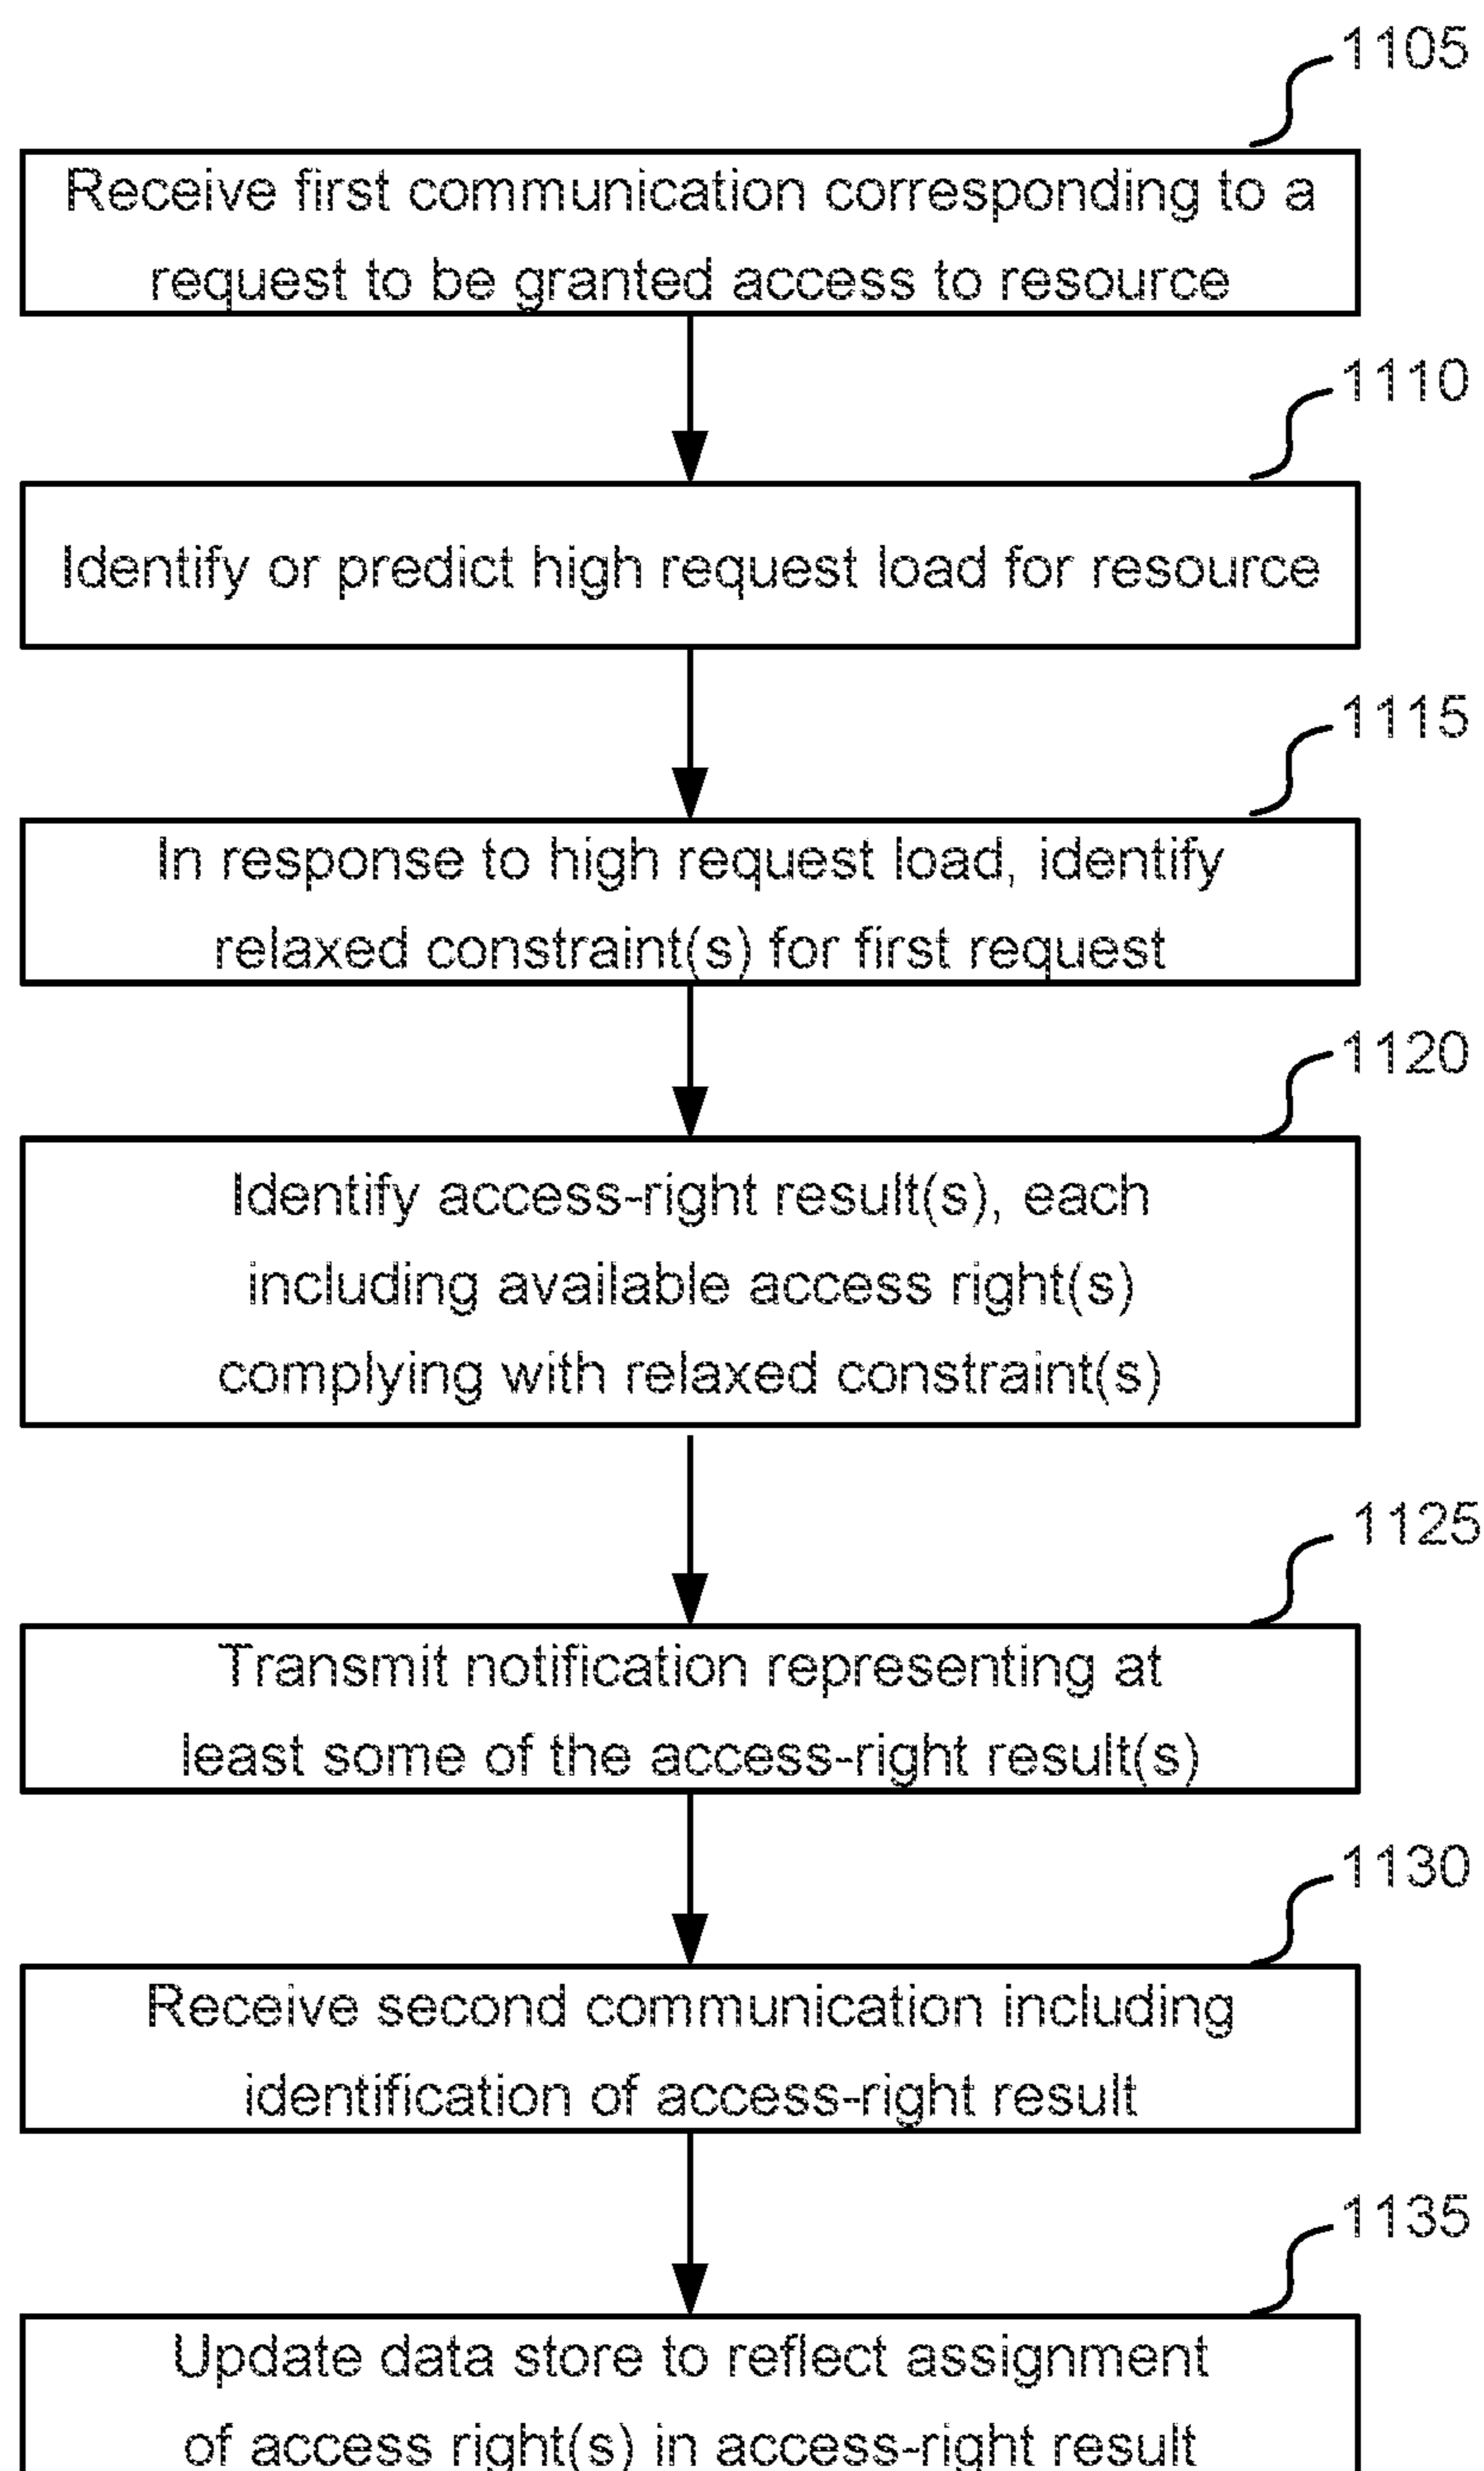 1105
Receive first communication corresponding to a
request to be granted access to resource
1110
Identify or predict high request load for resource
1115
In response to high request load, identify
relaxed constraint(s) for first request
1120
Identify access-right result(s), each
including available access right(s)
complying with relaxed constraint(s)
1125
Transmit notification representing at
least some of the access-right result(s)
1130
Receive second communication including
identification of access-right result
1135
Update data store to reflect assignment
of access right(s) in access-right result